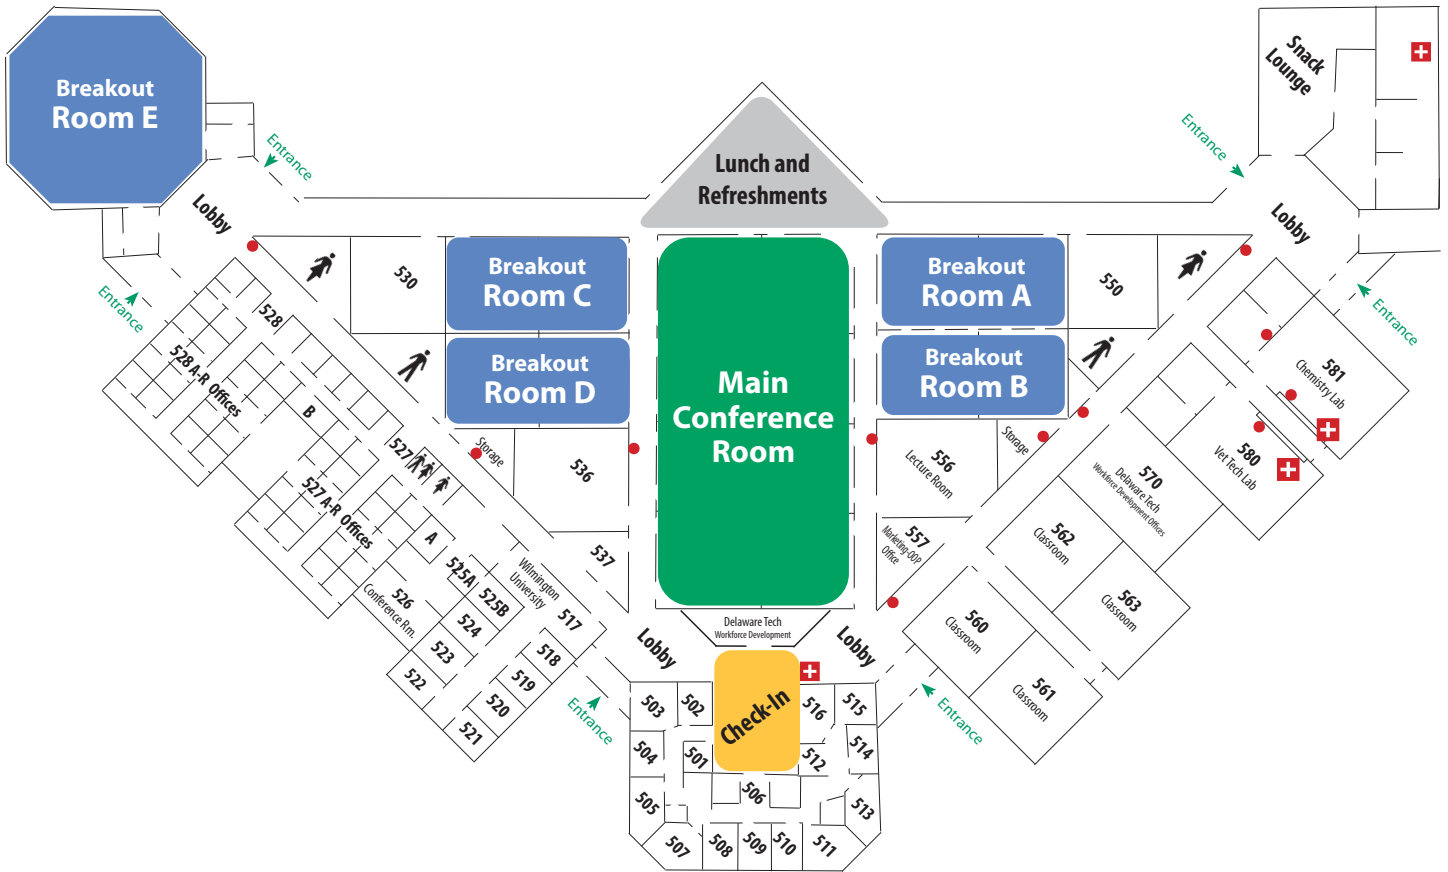 Breakout
Room E
Entrance
Lobby
Entrance
Lunch and
Refreshments
Snack
Lounge
Entrance
Lobby
Entrance
530
Breakout
Room C
Breakout
Room D
Main
Conference
Room
Breakout
Room A
Breakout
Room B
550
528
528 A-R Offices
B
527
527 A-R Offices
A
Storage
536
537
525A
525B
526
Conference Rm.
524
523
522
Wilmington
University
517
518
519
520
521
Entrance
556
Lecture Room
Storage
557
Marketing-OOP
Office
581
Chemistry Lab
580
Vet Tech Lab
570
Delaware Tech
Workforce Development Offices
562
Classroom
563
Classroom
560
Classroom
561
Classroom
Entrance
Delaware Tech
Workforce Development
Lobby
Lobby
Check-In
503
502
516
515
504
501
512
514
505
506
513
507
508
509
510
511